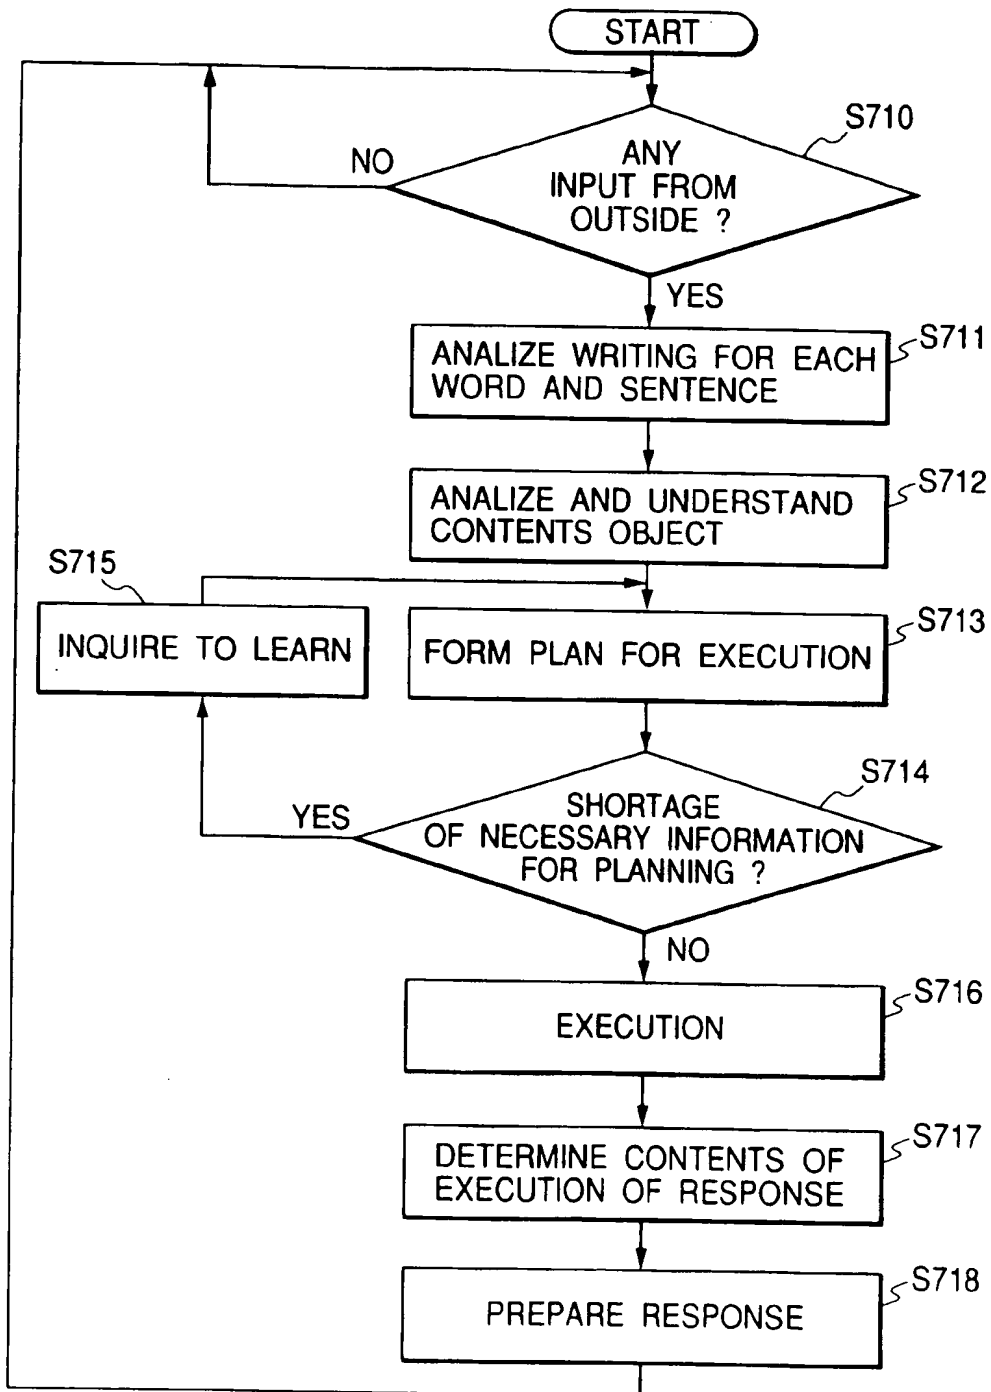 START
S710
NO
ANY
INPUT FROM
OUTSIDE ?
YES
S711
ANALIZE WRITING FOR EACH
WORD AND SENTENCE
S712
ANALIZE AND UNDERSTAND
CONTENTS OBJECT
S715
INQUIRE TO LEARN
S713
FORM PLAN FOR EXECUTION
S714
YES
SHORTAGE
OF NECESSARY INFORMATION
FOR PLANNING ?
NO
S716
EXECUTION
S717
DETERMINE CONTENTS OF
EXECUTION OF RESPONSE
S718
PREPARE RESPONSE